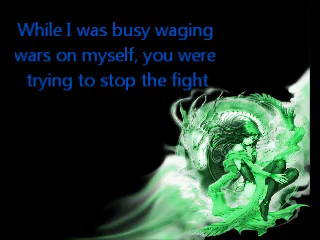 While I was busy waging
wars on myself, you were
trying to stop the fight